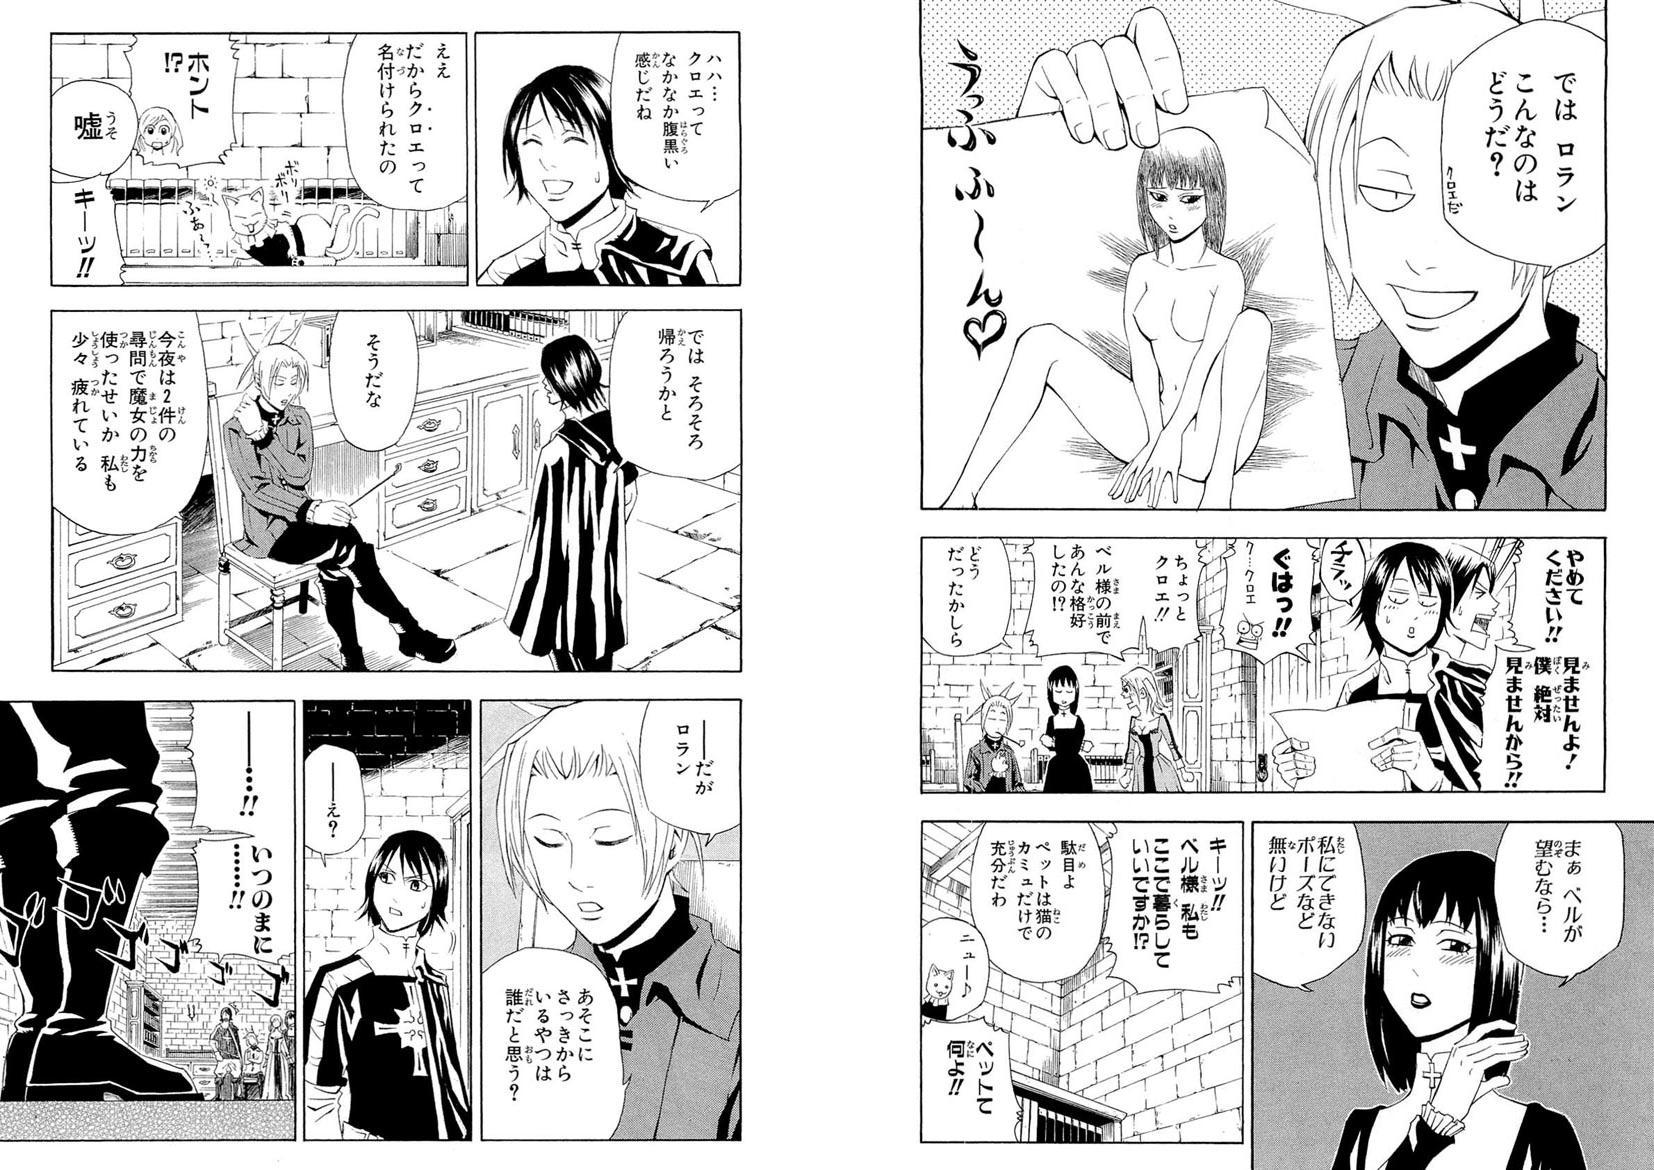 では ロラン
こんなのは
どうだ？
クロエだ
うっふふ〜ん♡
やめて
ください!!
見ませんよ！
僕 絶対
見ませんから!!
チラッ
ぐはっ!!
ク…クロエ
ちょっと
クロエ!!
ベル様の前で
あんな格好
したの!?
どう
だったかしら
まぁ ベルが
望むなら…
私にできない
ポーズなど
無いけど
キーッ!!
ベル様 私も
ここで暮らして
いいですか!?
駄目よ
ペットは猫の
カミュだけで
充分だわ
ニュー♪
ペットて
何よ!!
ハハ…
クロエって
なかなか腹黒い
感じだね
ええ
だからクロエって
名付けられたの
ホント
!?
嘘
キーッ!!
ボリ
ボリ
ふぁ〜っ
では そろそろ
帰ろうかと
そうだな
今夜は2件の
尋問で魔女の力を
使ったせいか 私も
少々 疲れている
──だが
ロラン
あそこに
さっきから
いるやつは
誰だと思う？
──え？
──…‥!!
いつのまに
……!!
ゴゴゴゴゴ